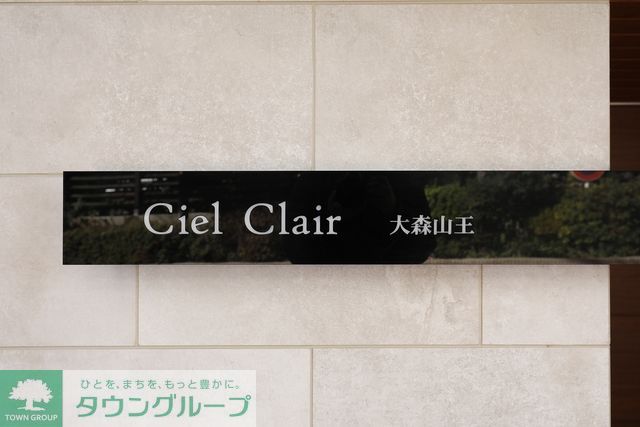 Ciel Clair 大森山王
ひとを、まちを、もっと豊かに。
TOWN GROUP タウングループ